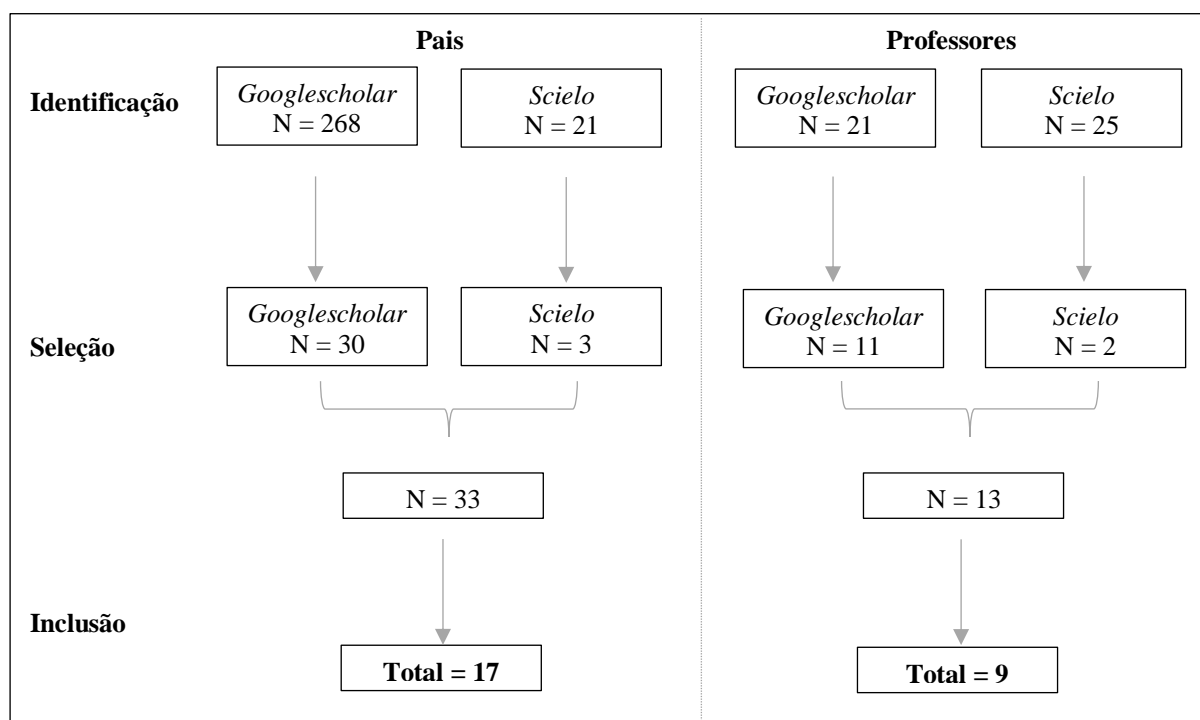 Pais
Professores
Identificação
Googlescholar
N = 268
Scielo
N = 21
Googlescholar
N = 21
Scielo
N = 25
Seleção
Googlescholar
N = 30
Scielo
N = 3
Googlescholar
N = 11
Scielo
N = 2
N = 33
N = 13
Inclusão
Total = 17
Total = 9